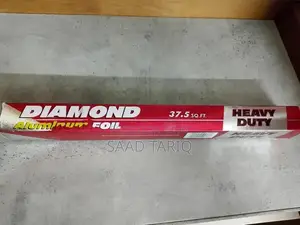 DIAMOND
Aluminum FOIL
37.5 SQ FT
HEAVY
DUTY
SAAD TARIQ